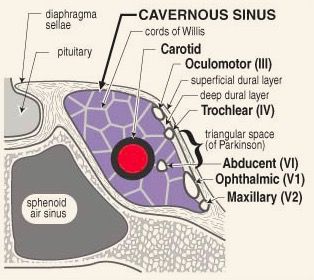 diaphragma
sellae
pituitary
CAVERNOUS SINUS
cords of Willis
Carotid
Oculomotor (III)
superficial dural layer
deep dural layer
Trochlear (IV)
triangular space
(of Parkinson)
Abducent (VI)
Ophthalmic (V1)
Maxillary (V2)
sphenoid
air sinus